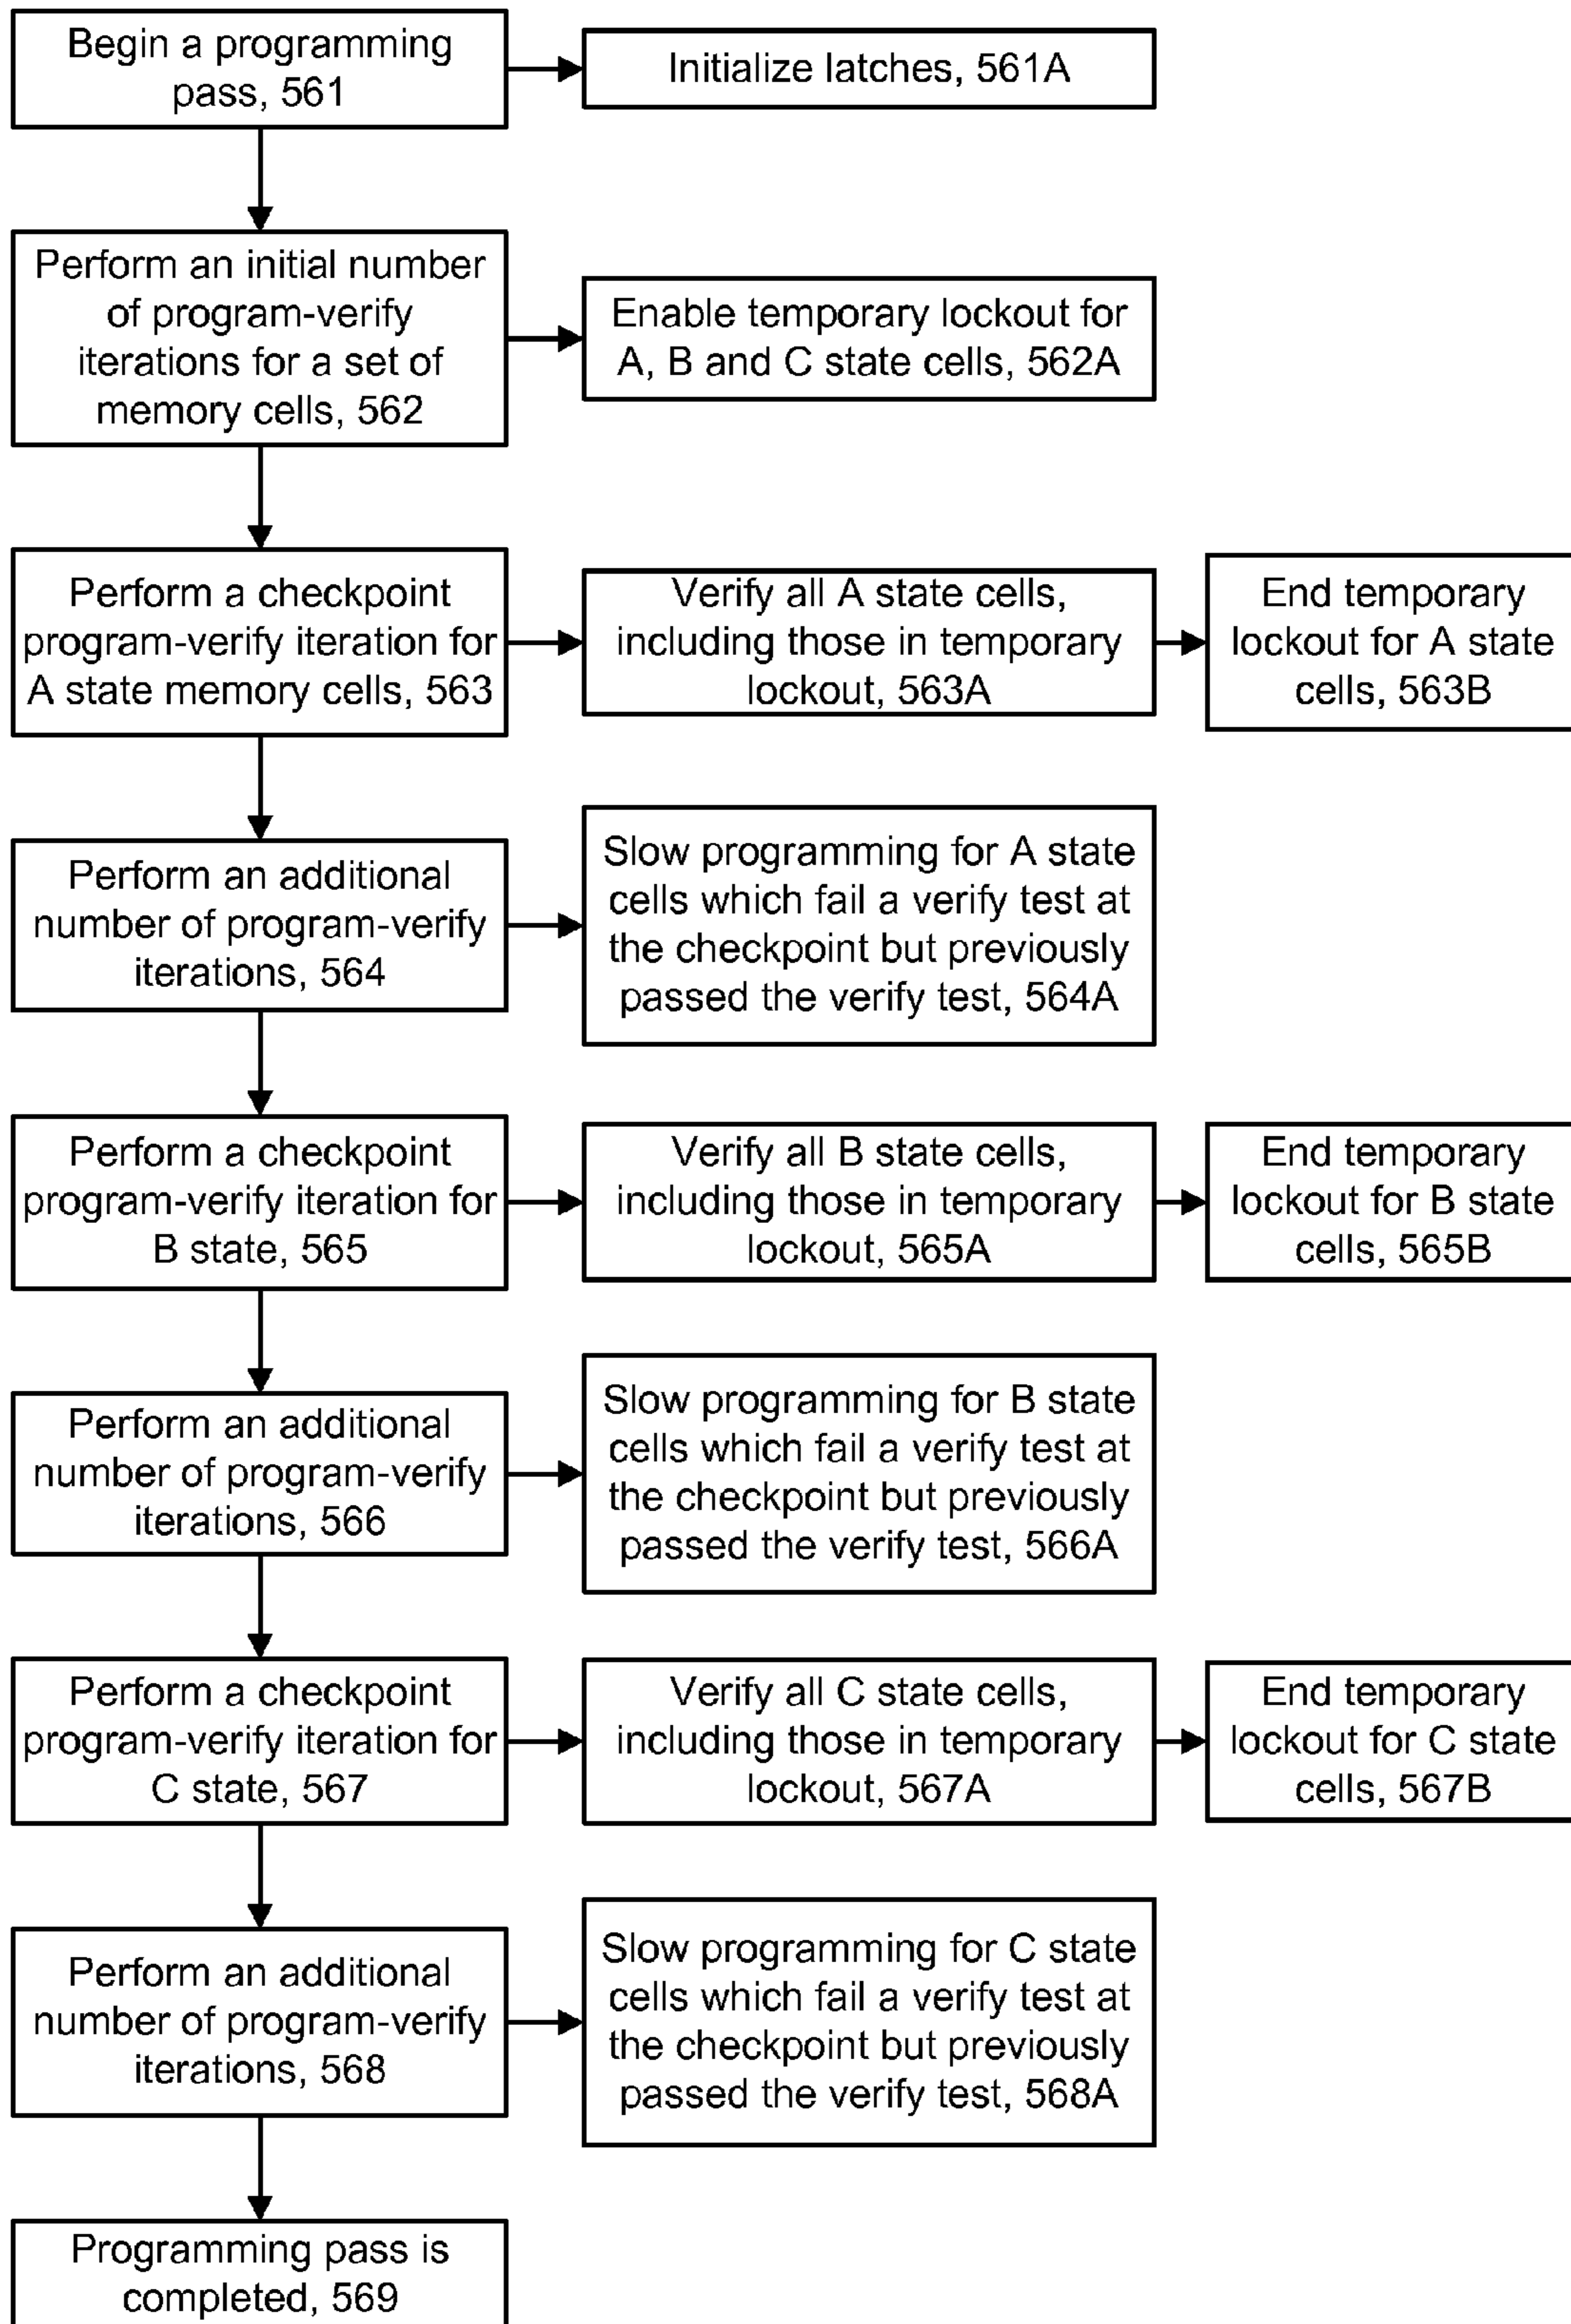 Begin a programming
pass, 561
Initialize latches, 561A
Perform an initial number
of program-verify
iterations for a set of
memory cells, 562
Enable temporary lockout for
A, B and C state cells, 562A
Perform a checkpoint
program-verify iteration for
A state memory cells, 563
Verify all A state cells,
including those in temporary
lockout, 563A
End temporary
lockout for A state
cells, 563B
Perform an additional
number of program-verify
iterations, 564
Slow programming for A state
cells which fail a verify test at
the checkpoint but previously
passed the verify test, 564A
Perform a checkpoint
program-verify iteration for
B state, 565
Verify all B state cells,
including those in temporary
lockout, 565A
End temporary
lockout for B state
cells, 565B
Perform an additional
number of program-verify
iterations, 566
Slow programming for B state
cells which fail a verify test at
the checkpoint but previously
passed the verify test, 566A
Perform a checkpoint
program-verify iteration for
C state, 567
Verify all C state cells,
including those in temporary
lockout, 567A
End temporary
lockout for C state
cells, 567B
Perform an additional
number of program-verify
iterations, 568
Slow programming for C state
cells which fail a verify test at
the checkpoint but previously
passed the verify test, 568A
Programming pass is
completed, 569